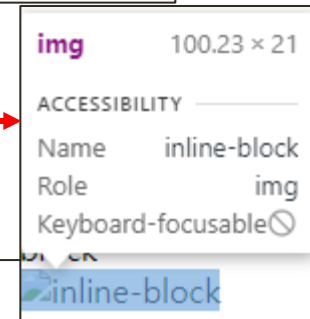 img 100.23 × 21
ACCESSIBILITY
Name inline-block
Role img
Keyboard-focusable
inline-block